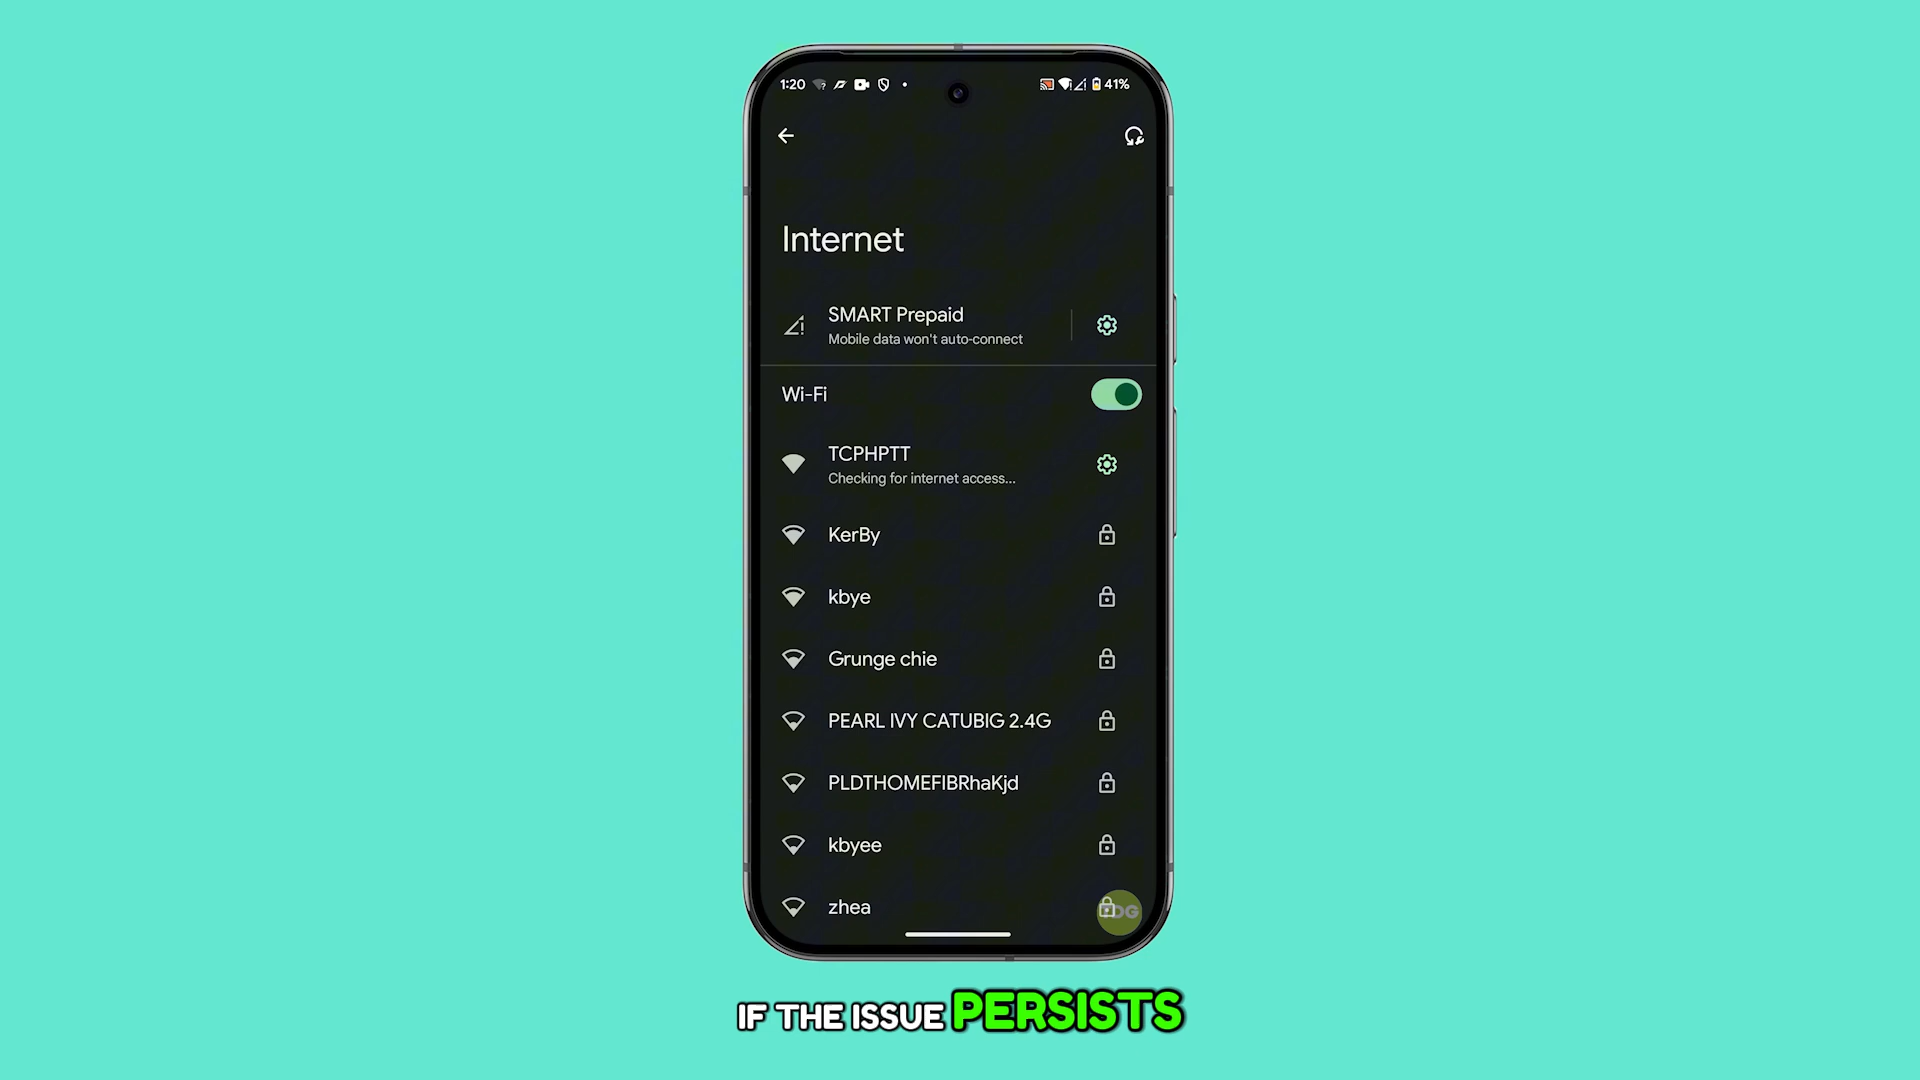 1:20
41%
Internet
SMART Prepaid
Mobile data won't auto-connect
Wi-Fi
TCPHPTT
Checking for internet access...
KerBy
kbye
Grunge chie
PEARL IVY CATUBIG 2.4G
PLDTHOMEFIBRhaKjd
kbyee
zhea
IF THE ISSUE PERSISTS